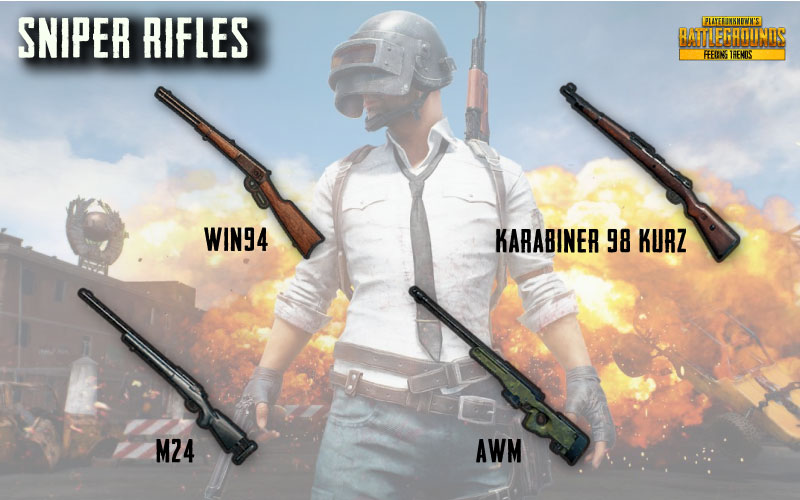 SNIPER RIFLES
PLAYERUNKNOWN'S
BATTLEGROUNDS
FEEDING TRENDS
WIN94
KARABINER 98 KURZ
M24
AWM